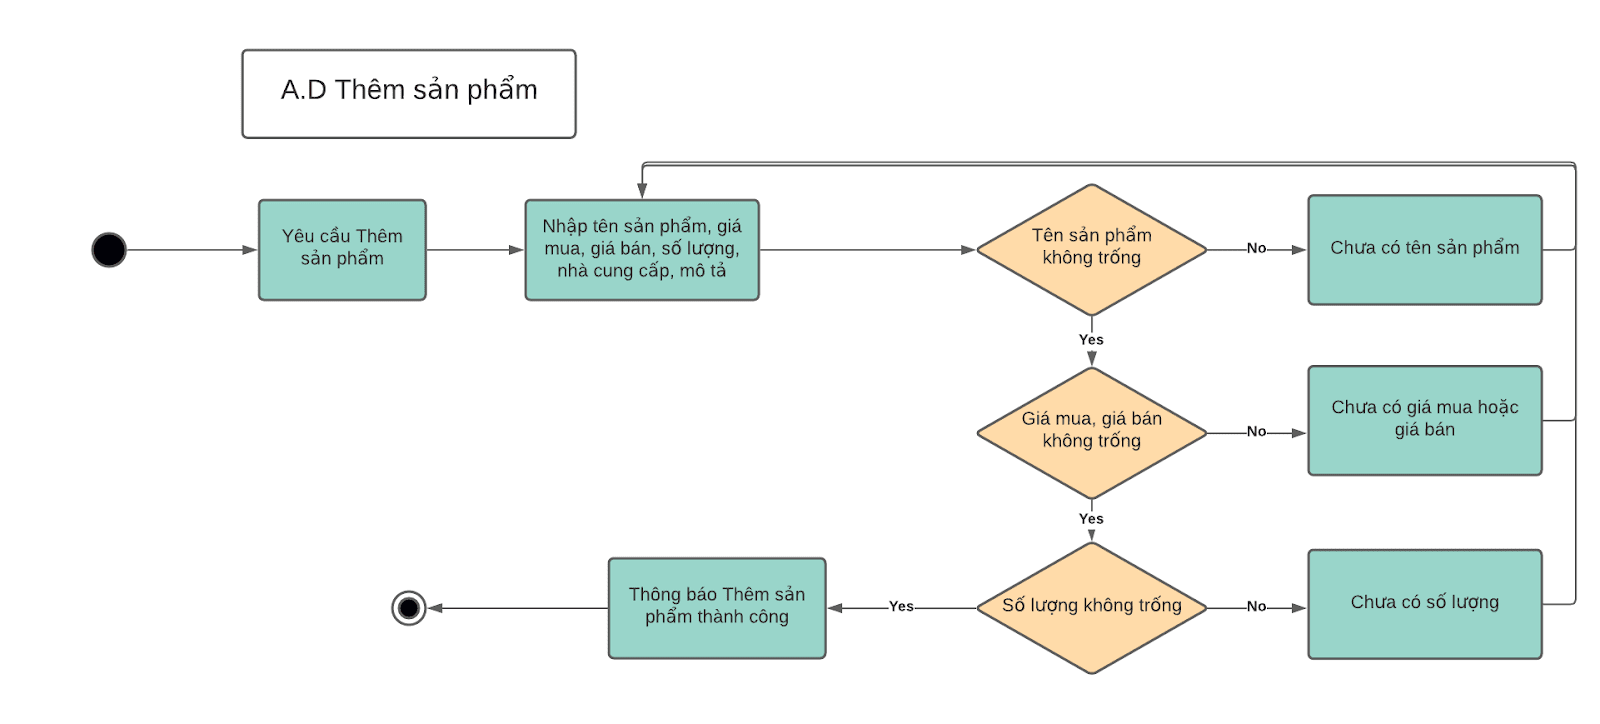 A.D Thêm sản phẩm
Yêu cầu Thêm
sản phẩm
Nhập tên sản phẩm, giá
mua, giá bán, số lượng,
nhà cung cấp, mô tả
Tên sản phẩm
không trống
No
Chưa có tên sản phẩm
Yes
Giá mua, giá bán
không trống
No
Chưa có giá mua hoặc
giá bán
Yes
Số lượng không trống
No
Chưa có số lượng
Yes
Thông báo Thêm sản
phẩm thành công